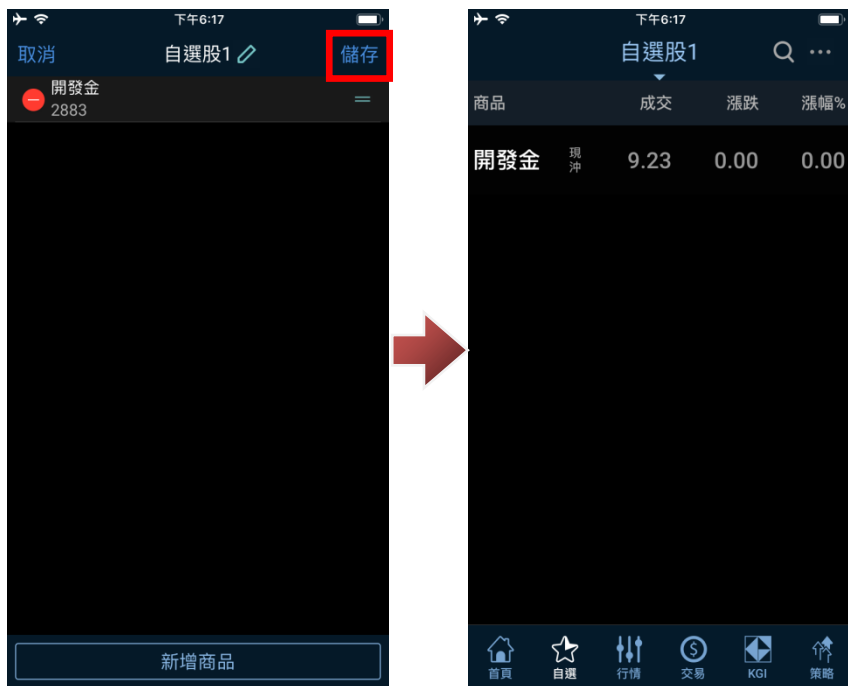 下午6:17
取消 自選股1 儲存
開發金
2883
新增商品
下午6:17
自選股1
商品 成交 漲跌 漲幅%
開發金 現沖 9.23 0.00 0.00
首頁 自選 行情 交易 KGI 策略